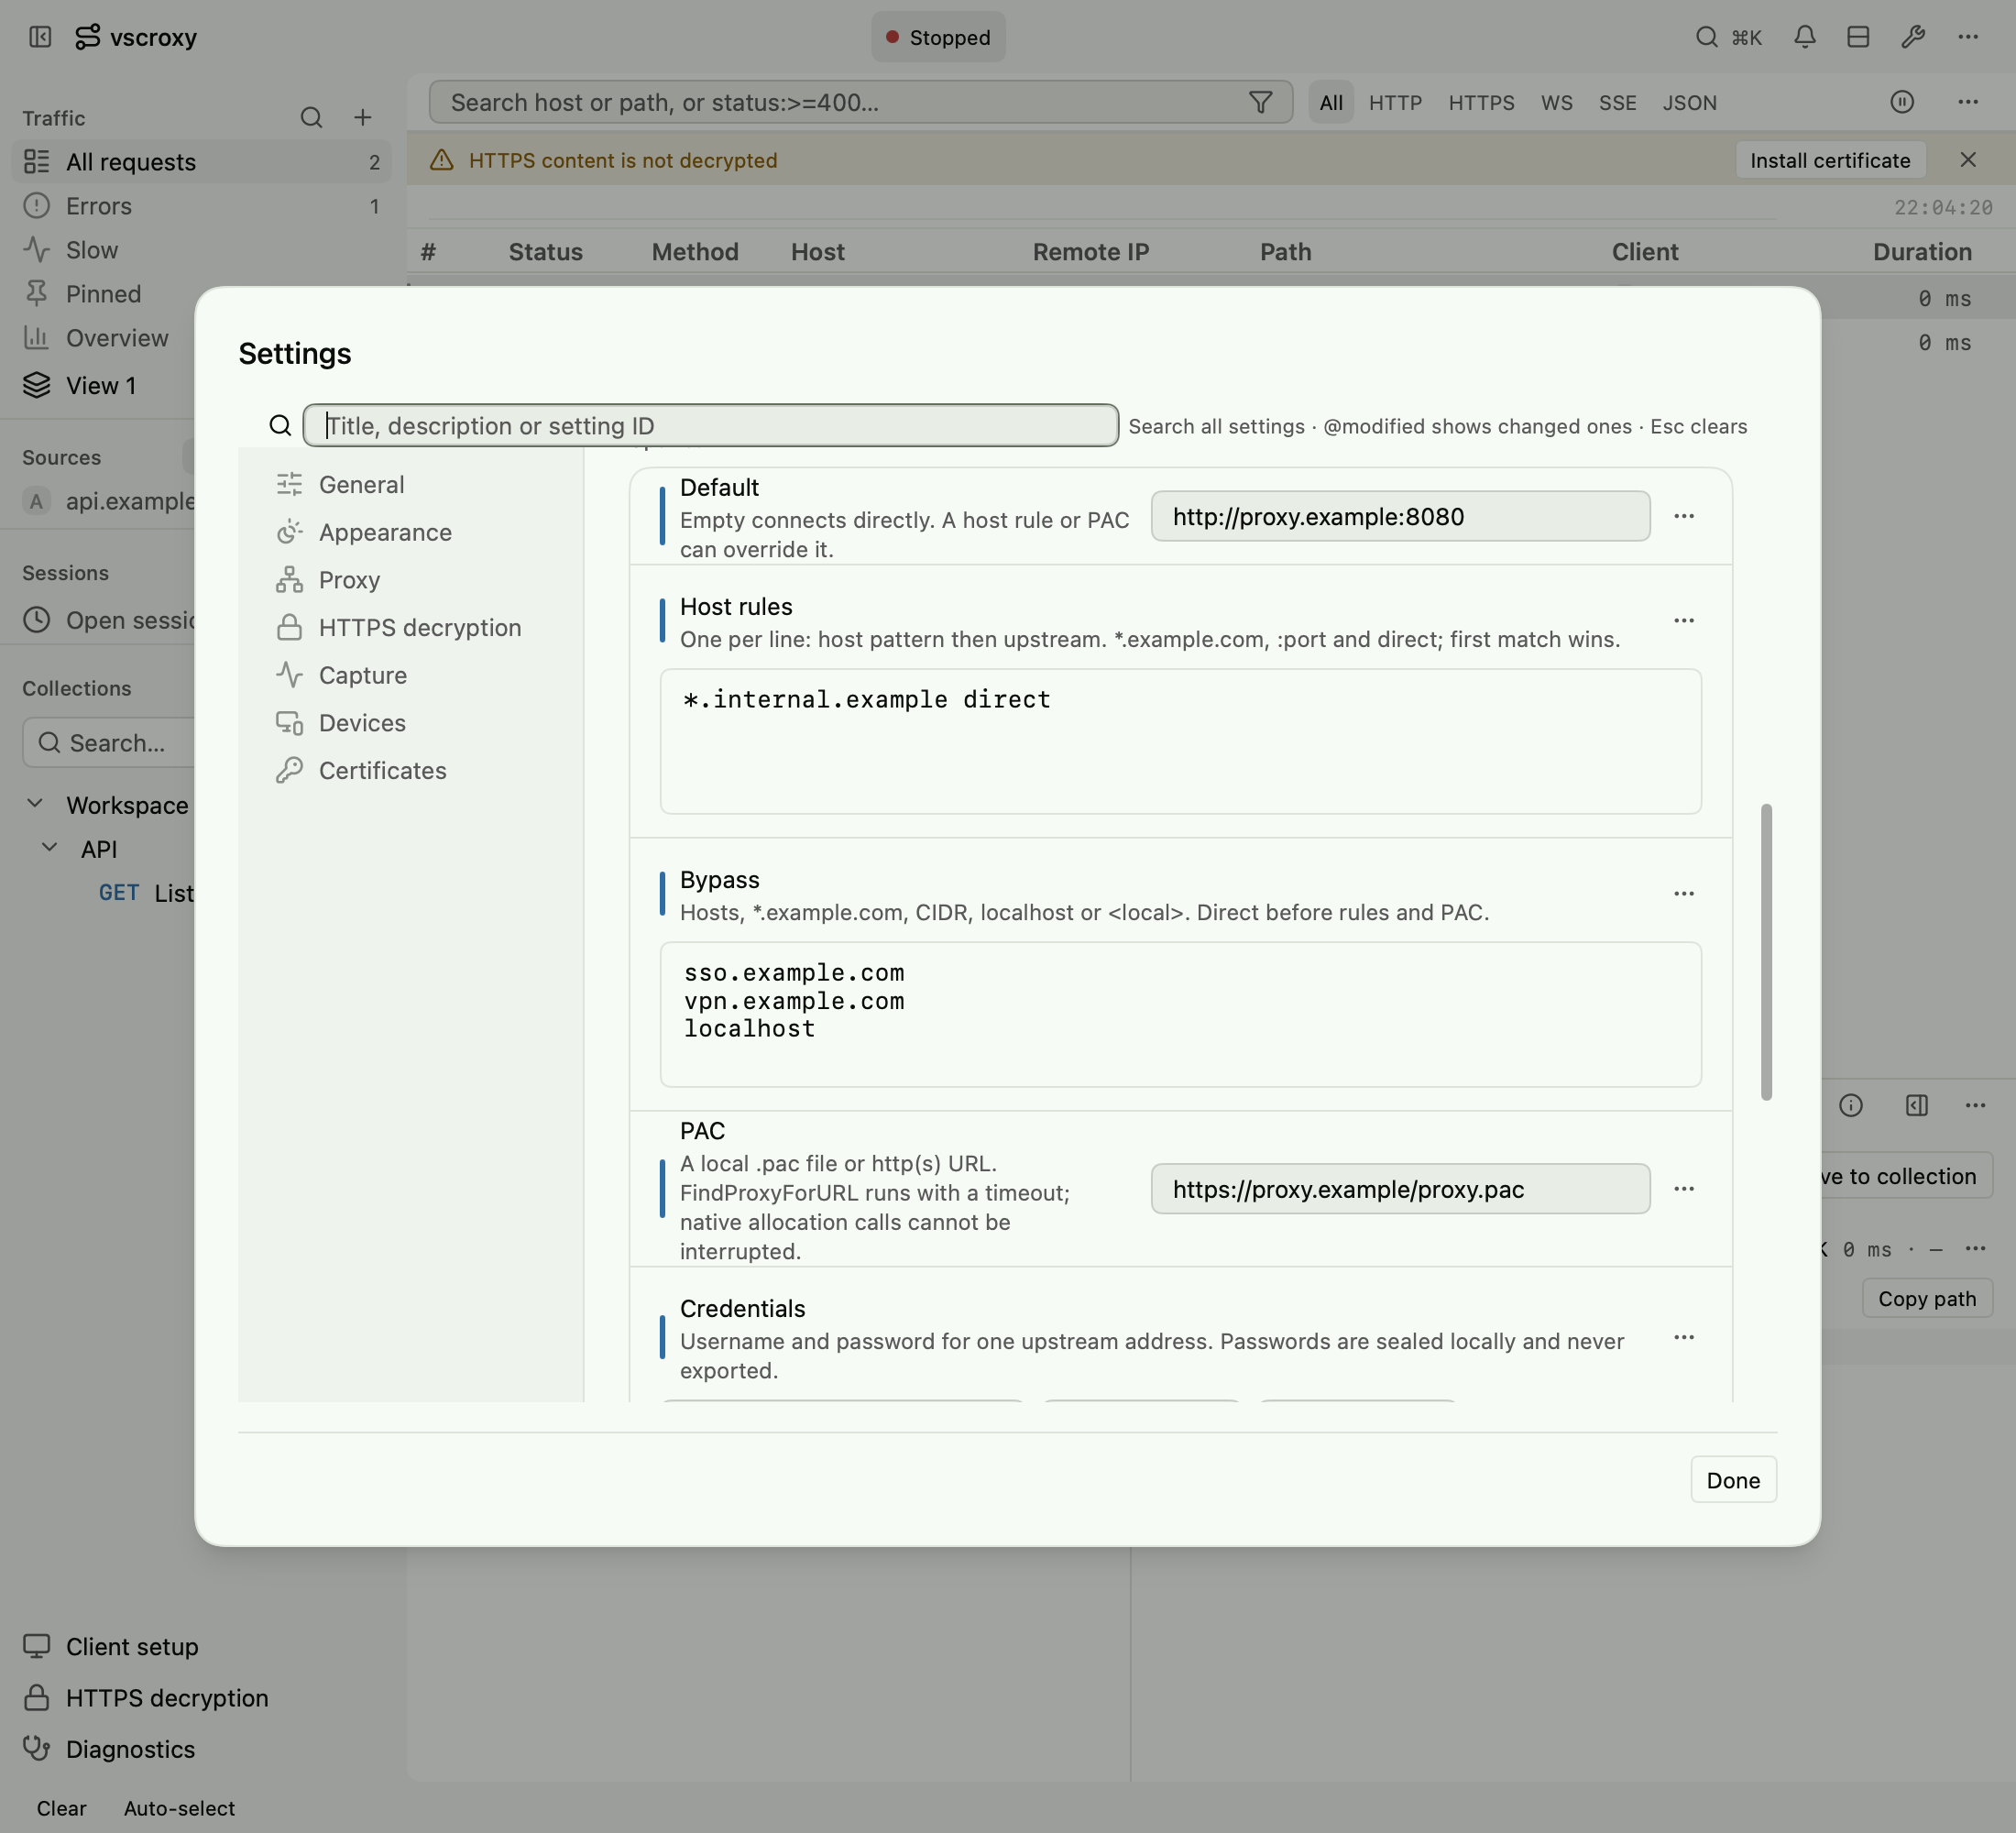 vscroxy
Stopped
⌘K
Traffic
All requests 2
Errors 1
Slow
Pinned
Overview
View 1
Sources
A api.example
Sessions
Open sessio
Collections
Search...
Workspace
API
GET List
Client setup
HTTPS decryption
Diagnostics
Clear Auto-select
Search host or path, or status:>=400...
All HTTP HTTPS WS SSE JSON
HTTPS content is not decrypted
Install certificate
22:04:20
# Status Method Host Remote IP Path Client Duration
0 ms
0 ms
Settings
Title, description or setting ID
Search all settings · @modified shows changed ones · Esc clears
General
Appearance
Proxy
HTTPS decryption
Capture
Devices
Certificates
Default
Empty connects directly. A host rule or PAC
can override it.
http://proxy.example:8080
Host rules
One per line: host pattern then upstream. *.example.com, :port and direct; first match wins.
*.internal.example direct
Bypass
Hosts, *.example.com, CIDR, localhost or <local>. Direct before rules and PAC.
sso.example.com
vpn.example.com
localhost
PAC
A local .pac file or http(s) URL.
FindProxyForURL runs with a timeout;
native allocation calls cannot be
interrupted.
https://proxy.example/proxy.pac
Credentials
Username and password for one upstream address. Passwords are sealed locally and never
exported.
Done
ve to collection
K 0 ms · –
Copy path